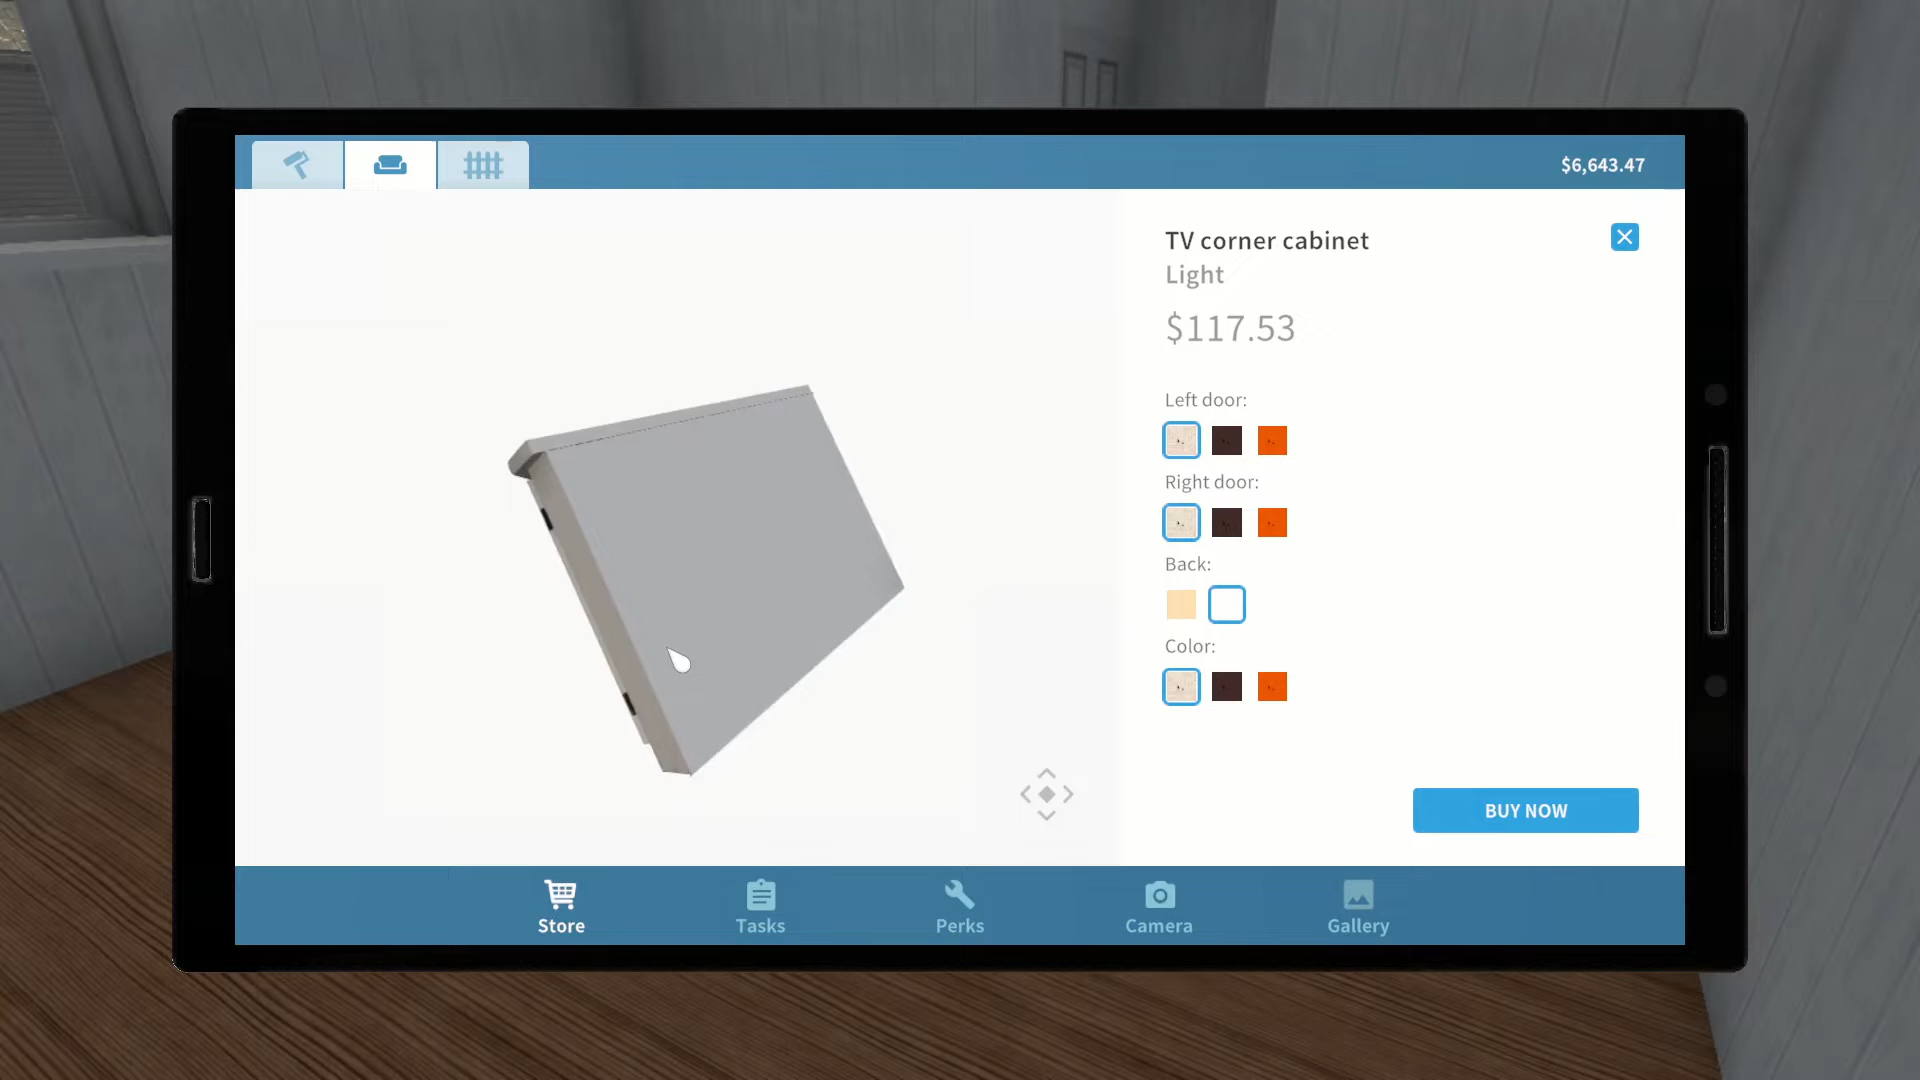 $6,643.47
TV corner cabinet
Light
$117.53
Left door:
Right door:
Back:
Color:
BUY NOW
Store
Tasks
Perks
Camera
Gallery